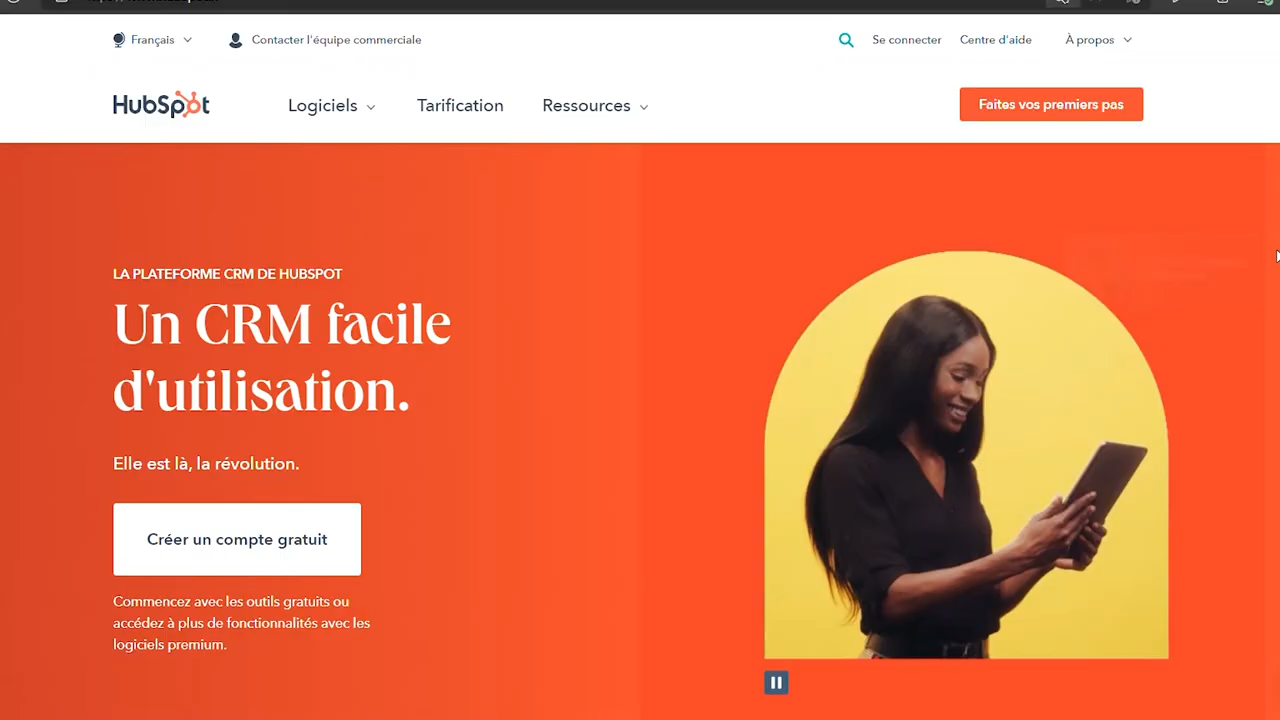 Français
Contacter l'équipe commerciale
Se connecter
Centre d'aide
À propos
HubSpot
Logiciels
Tarification
Ressources
Faites vos premiers pas
LA PLATEFORME CRM DE HUBSPOT
Un CRM facile
d'utilisation.
Elle est là, la révolution.
Créer un compte gratuit
Commencez avec les outils gratuits ou
accédez à plus de fonctionnalités avec les
logiciels premium.